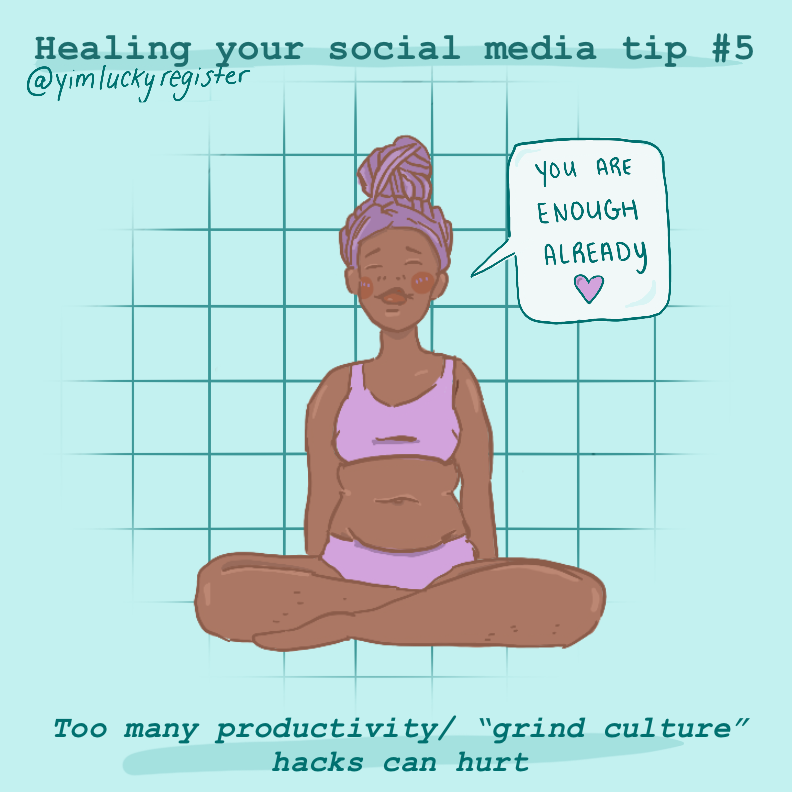 Healing your social media tip #5
@yimluckyregister
YOU ARE
ENOUGH
ALREADY
Too many productivity/ “grind culture”
hacks can hurt